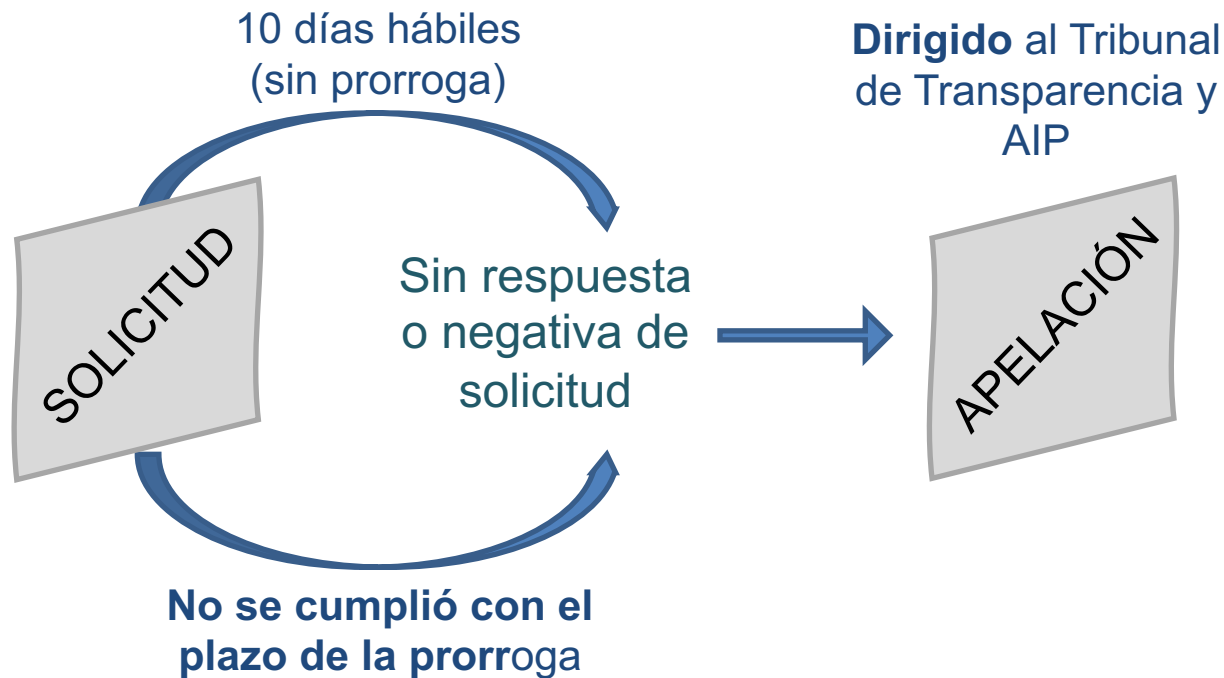 10 días hábiles
(sin prorroga)
Dirigido al Tribunal
de Transparencia y
AIP
SOLICITUD
Sin respuesta
o negativa de
solicitud
APELACIÓN
No se cumplió con el
plazo de la prorroga